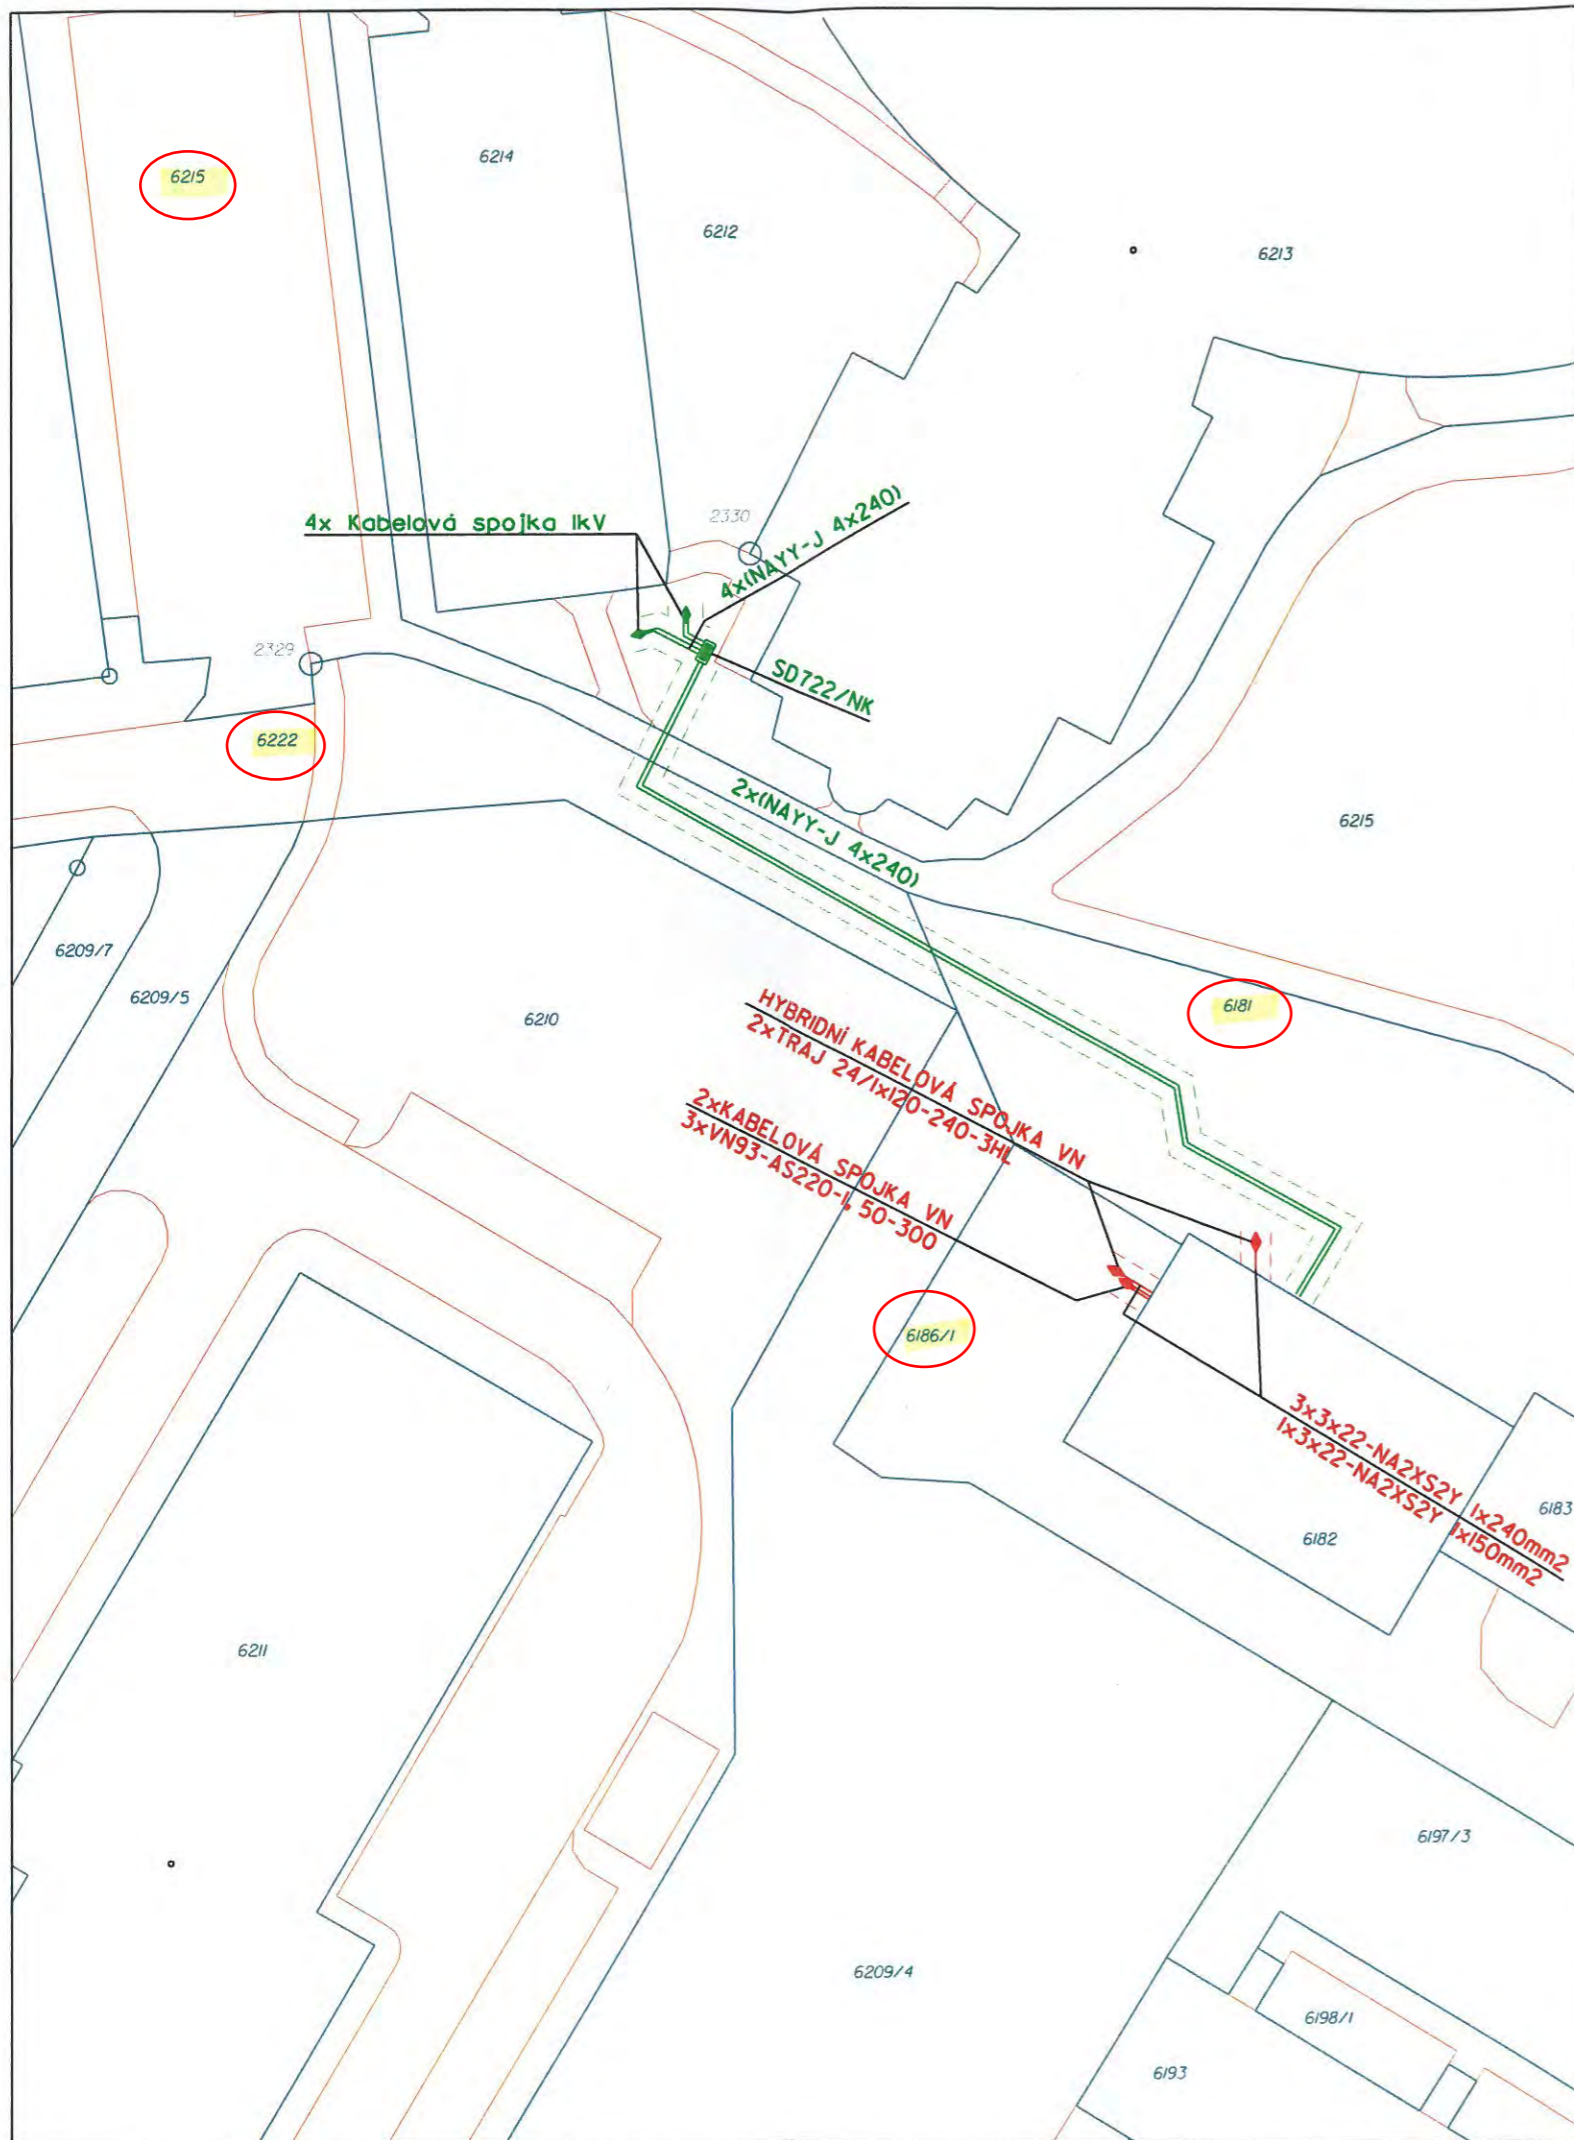 6214
6215
6212
6213
4x Kabelová spojka 1kV
2330
4x(NAYY-J 4x240)
2329
SD722/NK
6222
2x(NAYY-J 4x240)
6215
6209/7
6209/5
6210
6181
HYBRIDNÍ KABELOVÁ SPOJKA VN
2xTRAJ 24/1x120-240-3HL
2xKABELOVÁ SPOJKA VN
3xVN93-AS220-1, 50-300
6186/1
3x3x22-NA2XS2Y 1x240mm2
1x3x22-NA2XS2Y 1x150mm2
6183
6182
6211
6197/3
6209/4
6198/1
6193